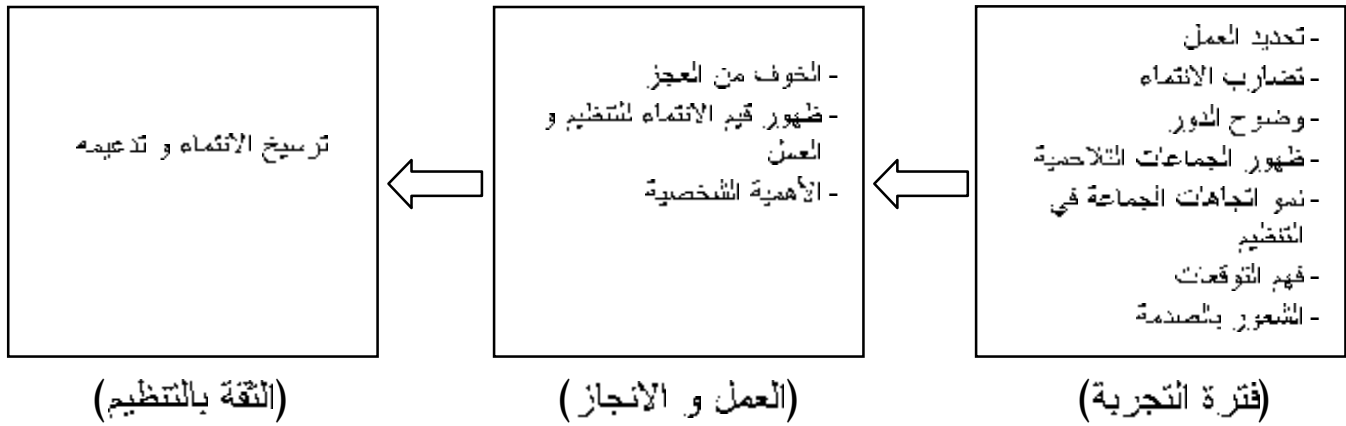 - تحديد العمل
- تضارب الانتماء
- وضوح الدور
- ظهور الجماعات التلاحمية
- نمو اتجاهات الجماعة في
التنظيم
- فهم التوقعات
- الشعور بالصدمة
(فترة التجربة)
- الخوف من العجز
- ظهور قيم الانتماء للتنظيم و
العمل
- الأهمية الشخصية
(العمل و الانجاز)
ترسيخ الانتماء و تدعيمه
(الثقة بالتنظيم)